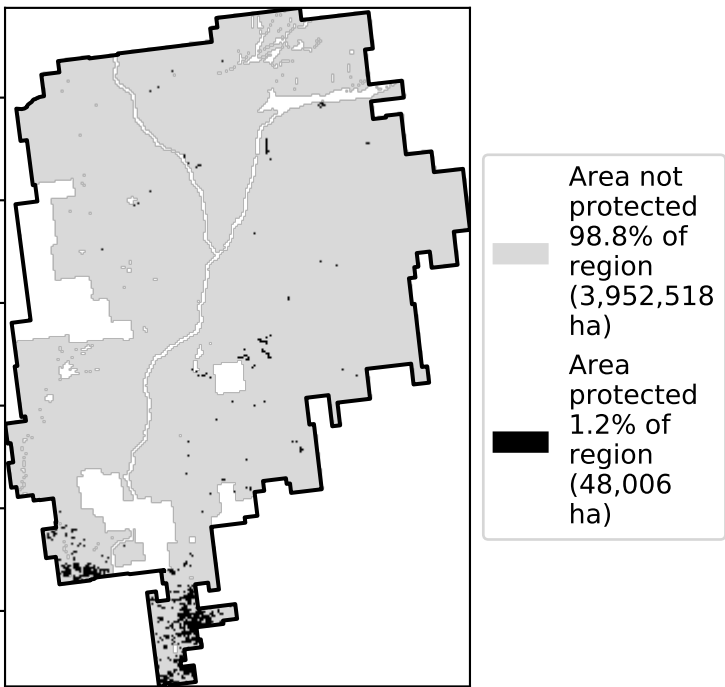 Area not
protected
98.8% of
region
(3,952,518
ha)
Area
protected
1.2% of
region
(48,006
ha)